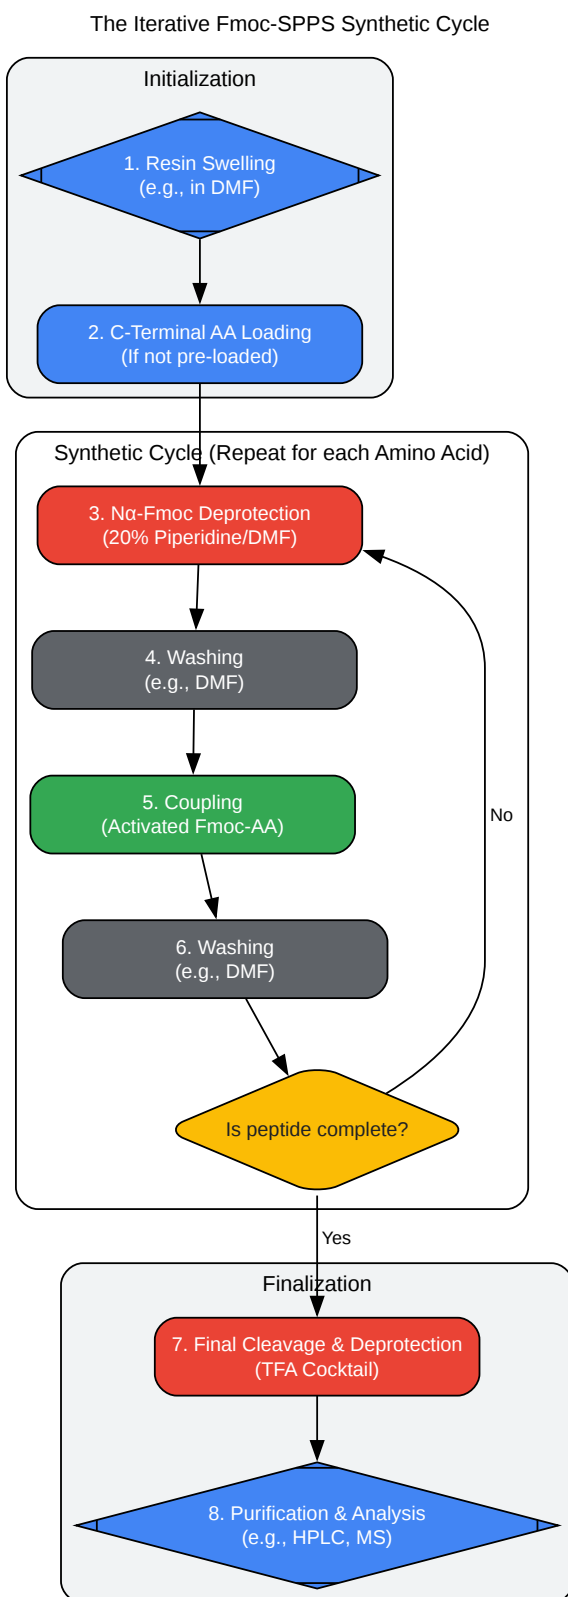 The Iterative Fmoc-SPPS Synthetic Cycle
Initialization
1. Resin Swelling
(e.g., in DMF)
2. C-Terminal AA Loading
(If not pre-loaded)
Synthetic Cycle (Repeat for each Amino Acid)
3. Nα-Fmoc Deprotection
(20% Piperidine/DMF)
4. Washing
(e.g., DMF)
5. Coupling
(Activated Fmoc-AA)
No
6. Washing
(e.g., DMF)
Is peptide complete?
Yes
Finalization
7. Final Cleavage & Deprotection
(TFA Cocktail)
8. Purification & Analysis
(e.g., HPLC, MS)